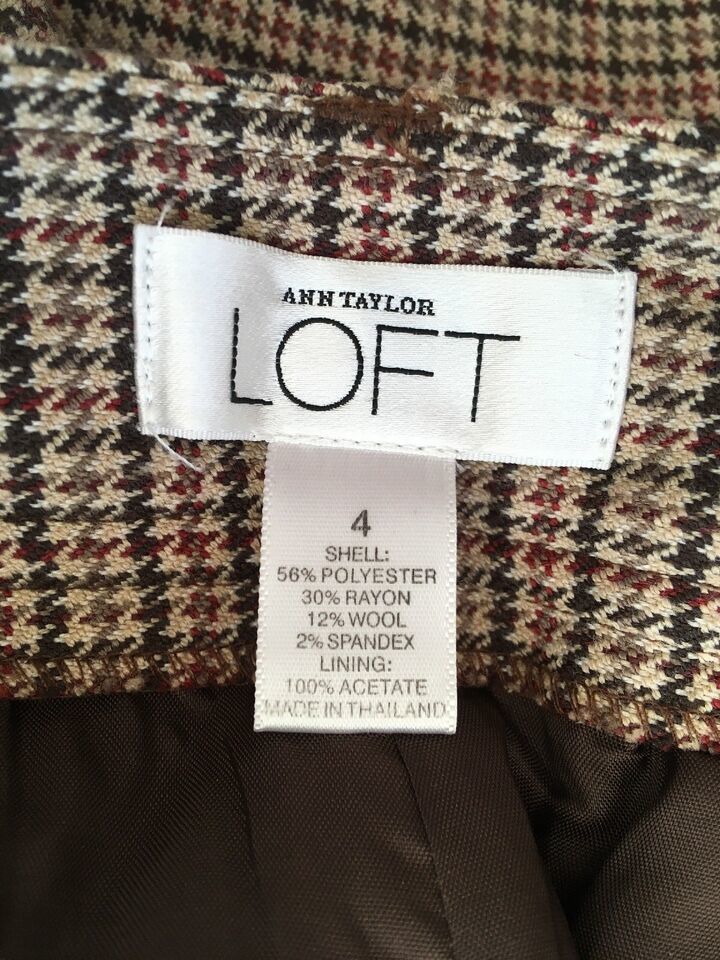 ANN TAYLOR
LOFT
4
SHELL:
56% POLYESTER
30% RAYON
12% WOOL
2% SPANDEX
LINING:
100% ACETATE
MADE IN THAILAND